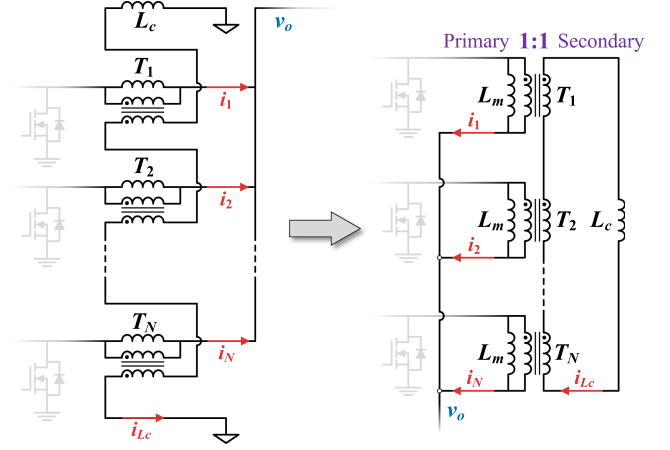 L_c
v_o
T_1
i_1
T_2
i_2
T_N
i_N
i_Lc
Primary 1:1 Secondary
L_m T_1
i_1
L_m T_2 L_c
i_2
L_m T_N
i_N i_Lc
v_o